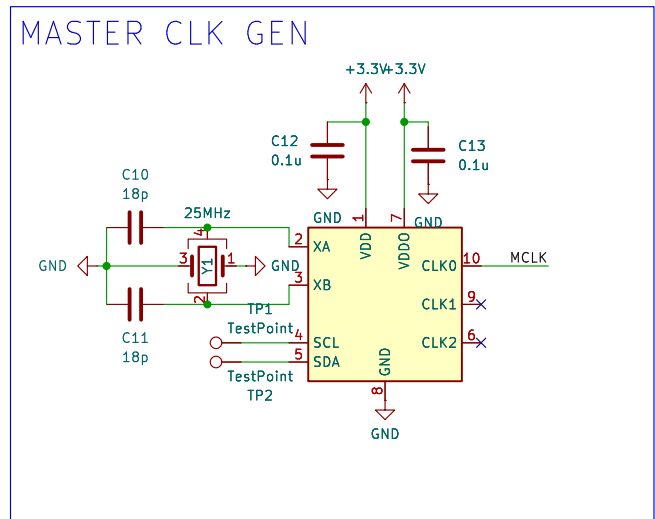 MASTER CLK GEN
+3.3V +3.3V
C12
0.1u
C13
0.1u
C10
18p
25MHz
GND
GND
1
7
4
2
XA
VDD
VDDO
CLK0
10
MCLK
GND
3
Y1
1
GND
3
XB
2
CLK1
9
TP1
TestPoint
C11
18p
4
SCL
CLK2
6
5
SDA
GND
TestPoint
TP2
8
GND